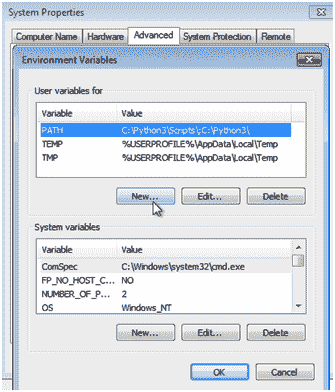 System Properties
Computer Name Hardware Advanced System Protection Remote
Environment Variables
User variables for
Variable Value
PATH C:\Python3\Scripts\;C:\Python3\
TEMP %USERPROFILE%\AppData\Local\Temp
TMP %USERPROFILE%\AppData\Local\Temp
New... Edit... Delete
System variables
Variable Value
ComSpec C:\Windows\system32\cmd.exe
FP_NO_HOST_C... NO
NUMBER_OF_P... 2
OS Windows_NT
New... Edit... Delete
OK Cancel